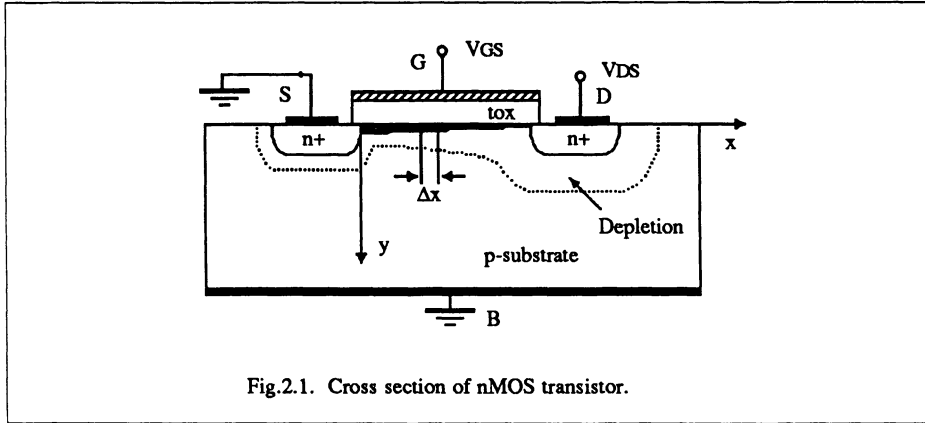 G VGS
VDS
S D
tox
n+ n+
x
Δx
Depletion
y
p-substrate
B
Fig.2.1. Cross section of nMOS transistor.